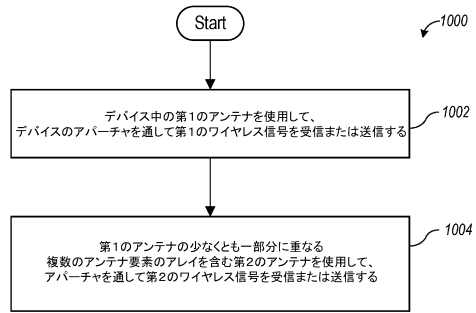 Start
1000
デバイス中の第1のアンテナを使用して、
デバイスのアパーチャを通して第1のワイヤレス信号を受信または送信する
1002
第1のアンテナの少なくとも一部分に重なる
複数のアンテナ要素のアレイを含む第2のアンテナを使用して、
アパーチャを通して第2のワイヤレス信号を受信または送信する
1004